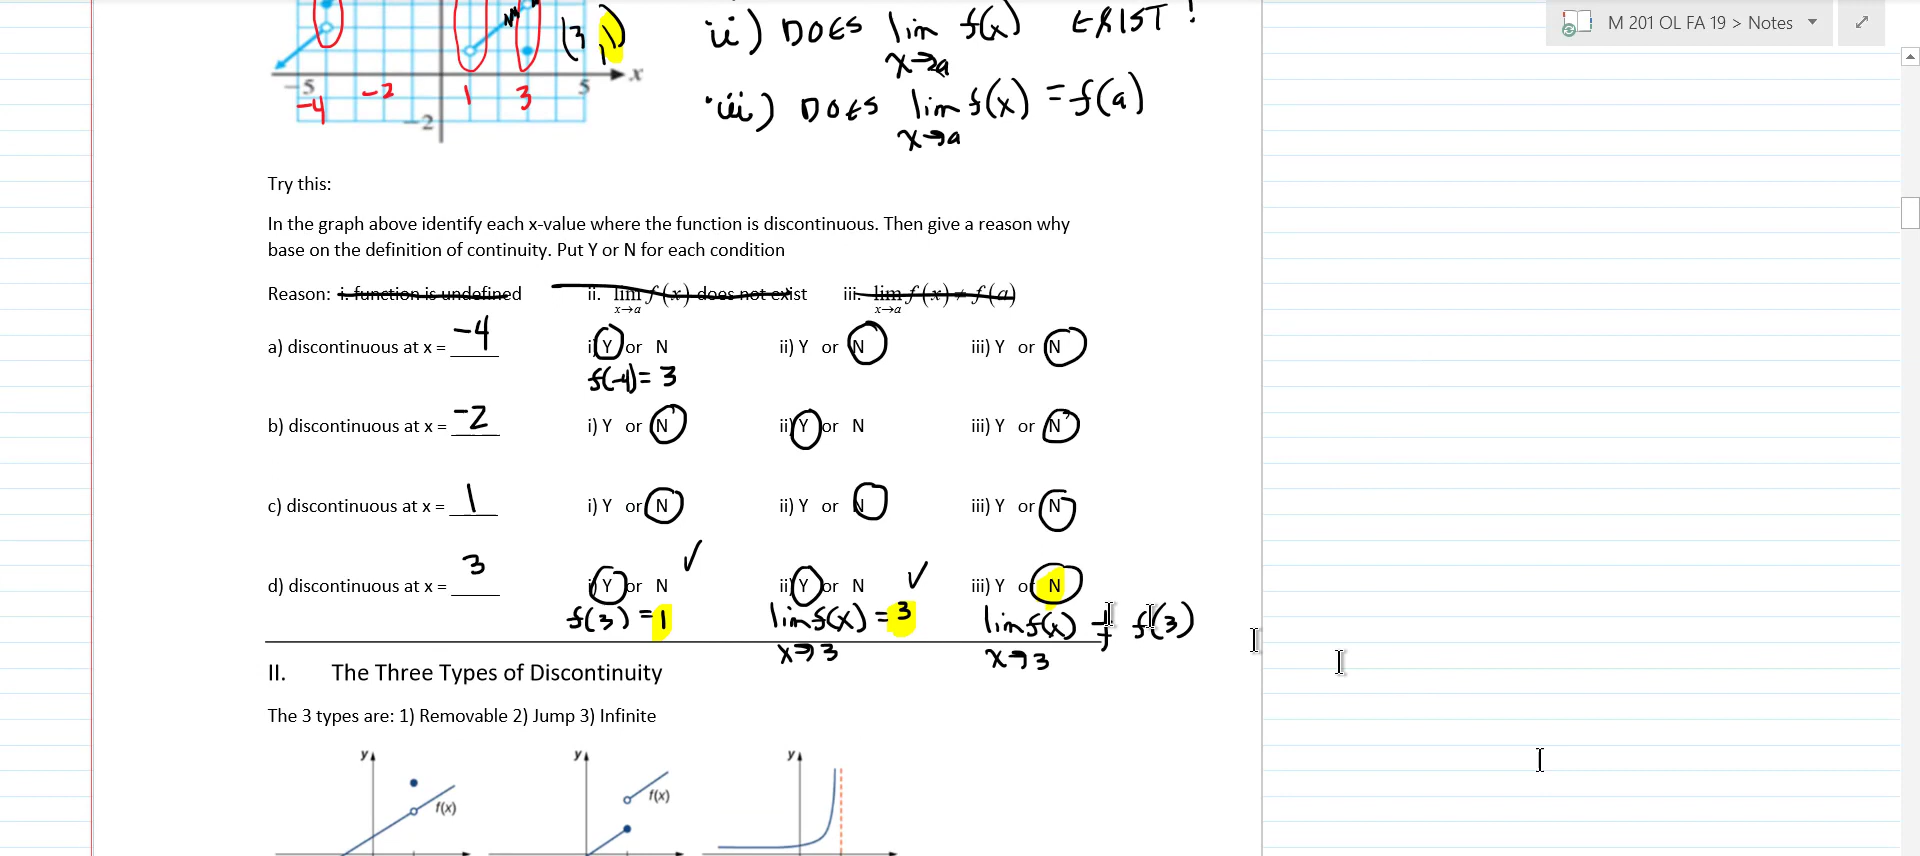 M 201 OL FA 19 > Notes
(3, 1)
ii) DOES lim f(x) EXIST!
x→a
x
-5 5
-4 -2 1 3
iii) DOES lim f(x) = f(a)
x→a
-2
Try this:
In the graph above identify each x-value where the function is discontinuous. Then give a reason why
base on the definition of continuity. Put Y or N for each condition
Reason: i. function is undefined ii. lim f(x) does not exist iii. lim f(x) ≠ f(a)
x→a x→a
a) discontinuous at x = -4 i) Y or N ii) Y or N iii) Y or N
f(-4) = 3
b) discontinuous at x = -2 i) Y or N ii) Y or N iii) Y or N
c) discontinuous at x = 1 i) Y or N ii) Y or N iii) Y or N
d) discontinuous at x = 3 i) Y or N ii) Y or N iii) Y or N
f(3) = 1 lim f(x) = 3 lim f(x) ≠ f(3)
x→3 x→3
II. The Three Types of Discontinuity
The 3 types are: 1) Removable 2) Jump 3) Infinite
y y y
f(x) f(x)